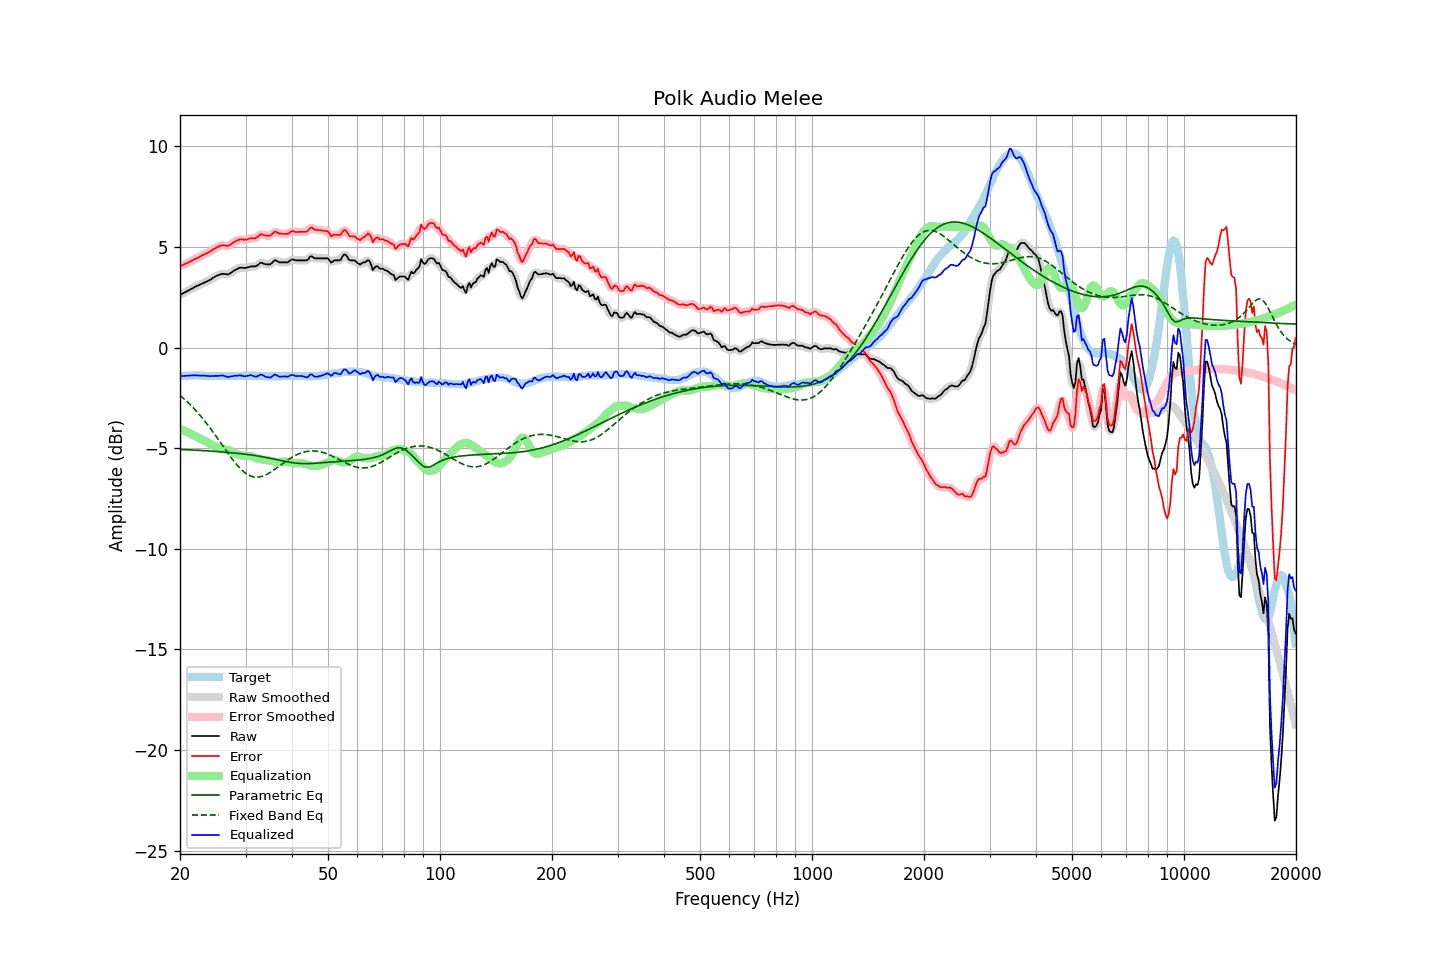 Polk Audio Melee
Amplitude (dBr)
10
5
0
−5
−10
−15
−20
−25
Target
Raw Smoothed
Error Smoothed
Raw
Error
Equalization
Parametric Eq
Fixed Band Eq
Equalized
20 50 100 200 500 1000 2000 5000 10000 20000
Frequency (Hz)